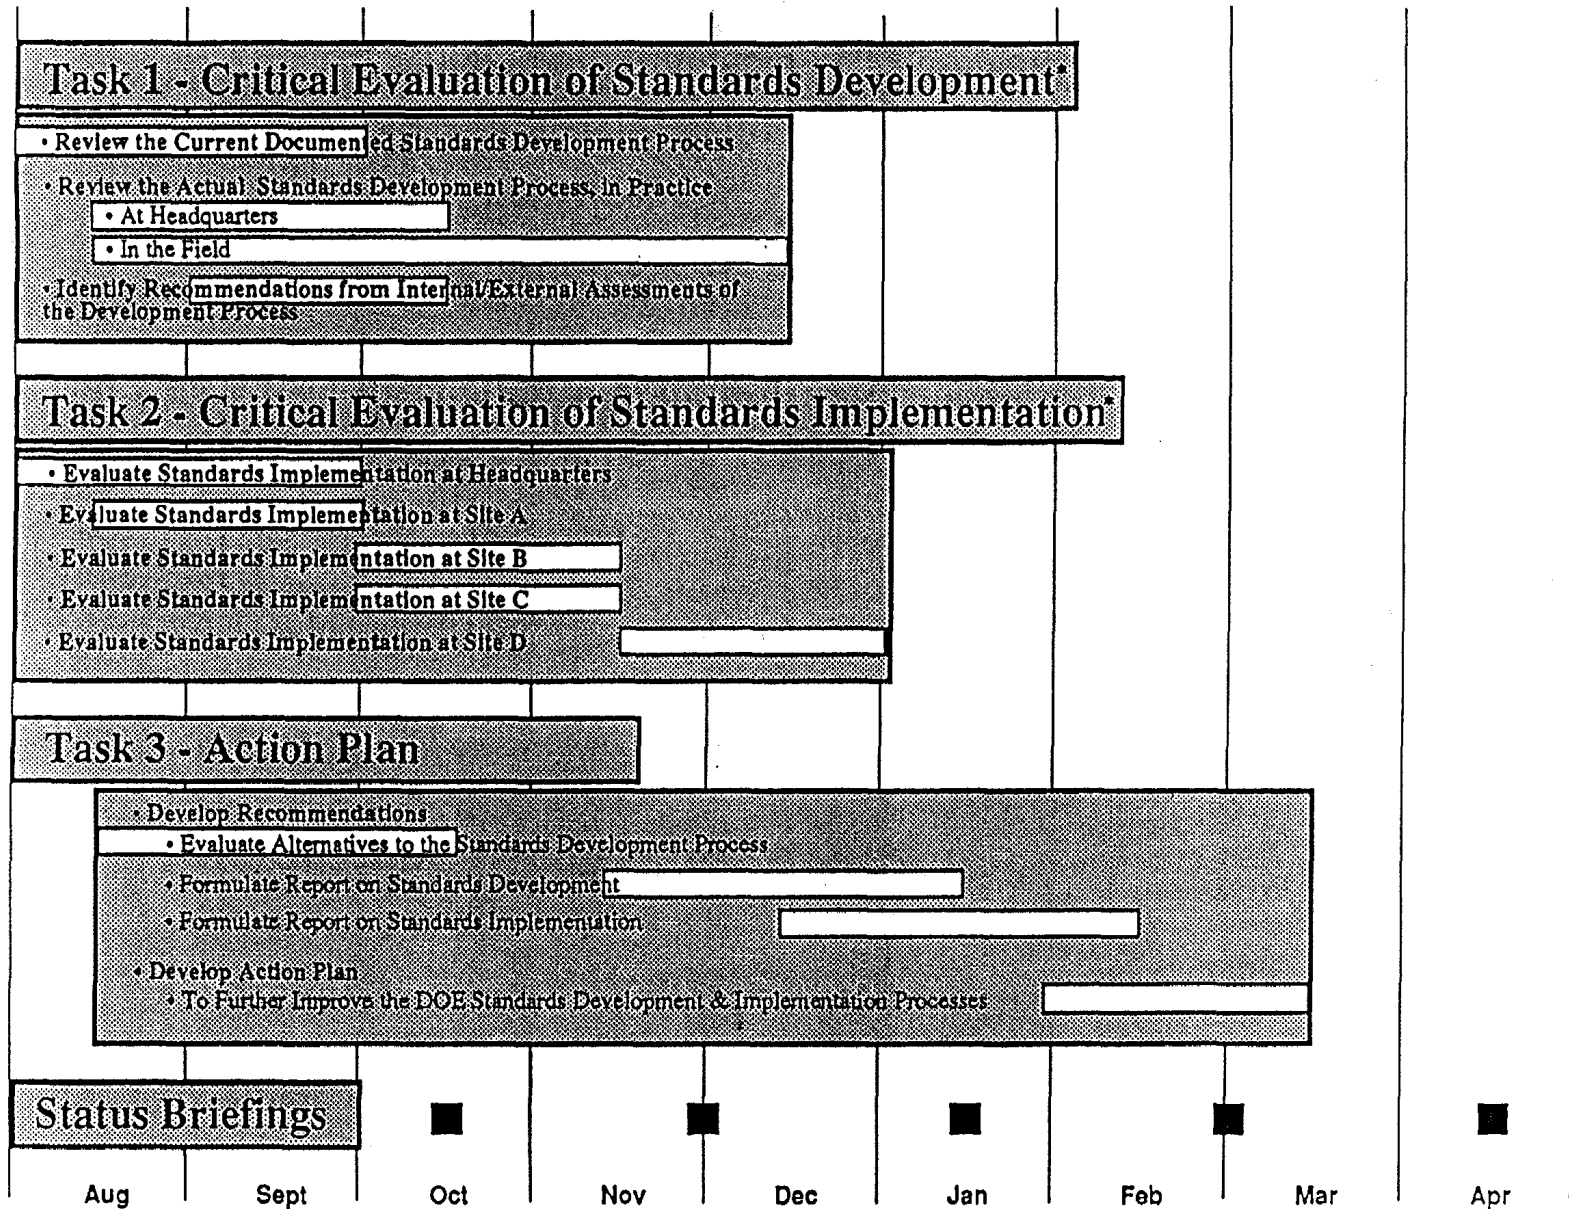 Task 1 - Critical Evaluation of Standards Development*
• Review the Current Documented Standards Development Process
• Review the Actual Standards Development Process, in Practice
• At Headquarters
• In the Field
• Identify Recommendations from Internal/External Assessments of
the Development Process
Task 2 - Critical Evaluation of Standards Implementation*
• Evaluate Standards Implementation at Headquarters
• Evaluate Standards Implementation at Site A
• Evaluate Standards Implementation at Site B
• Evaluate Standards Implementation at Site C
• Evaluate Standards Implementation at Site D
Task 3 - Action Plan
• Develop Recommendations
• Evaluate Alternatives to the Standards Development Process
• Formulate Report on Standards Development
• Formulate Report on Standards Implementation
• Develop Action Plan
• To Further Improve the DOE Standards Development & Implementation Processes
Status Briefings
Aug Sept Oct Nov Dec Jan Feb Mar Apr